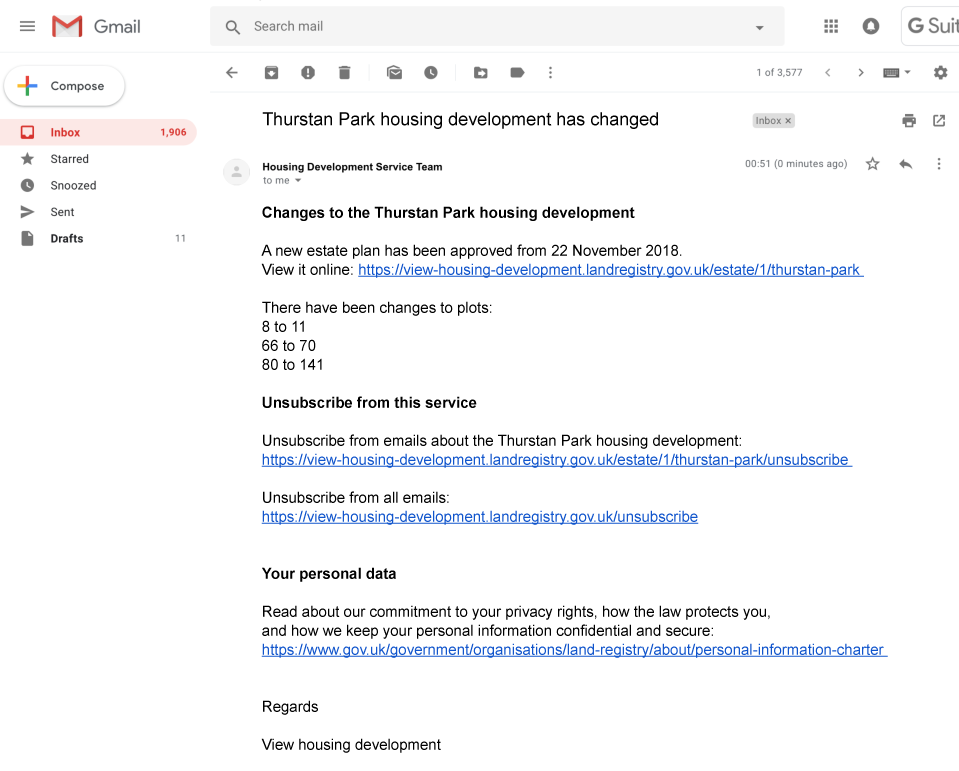 Gmail
Search mail
G Suit
Compose
1 of 3,577
Inbox 1,906
Starred
Snoozed
Sent
Drafts 11
Thurstan Park housing development has changed
Inbox ×
Housing Development Service Team
00:51 (0 minutes ago)
to me
Changes to the Thurstan Park housing development
A new estate plan has been approved from 22 November 2018.
View it online: https://view-housing-development.landregistry.gov.uk/estate/1/thurstan-park
There have been changes to plots:
8 to 11
66 to 70
80 to 141
Unsubscribe from this service
Unsubscribe from emails about the Thurstan Park housing development:
https://view-housing-development.landregistry.gov.uk/estate/1/thurstan-park/unsubscribe
Unsubscribe from all emails:
https://view-housing-development.landregistry.gov.uk/unsubscribe
Your personal data
Read about our commitment to your privacy rights, how the law protects you,
and how we keep your personal information confidential and secure:
https://www.gov.uk/government/organisations/land-registry/about/personal-information-charter
Regards
View housing development